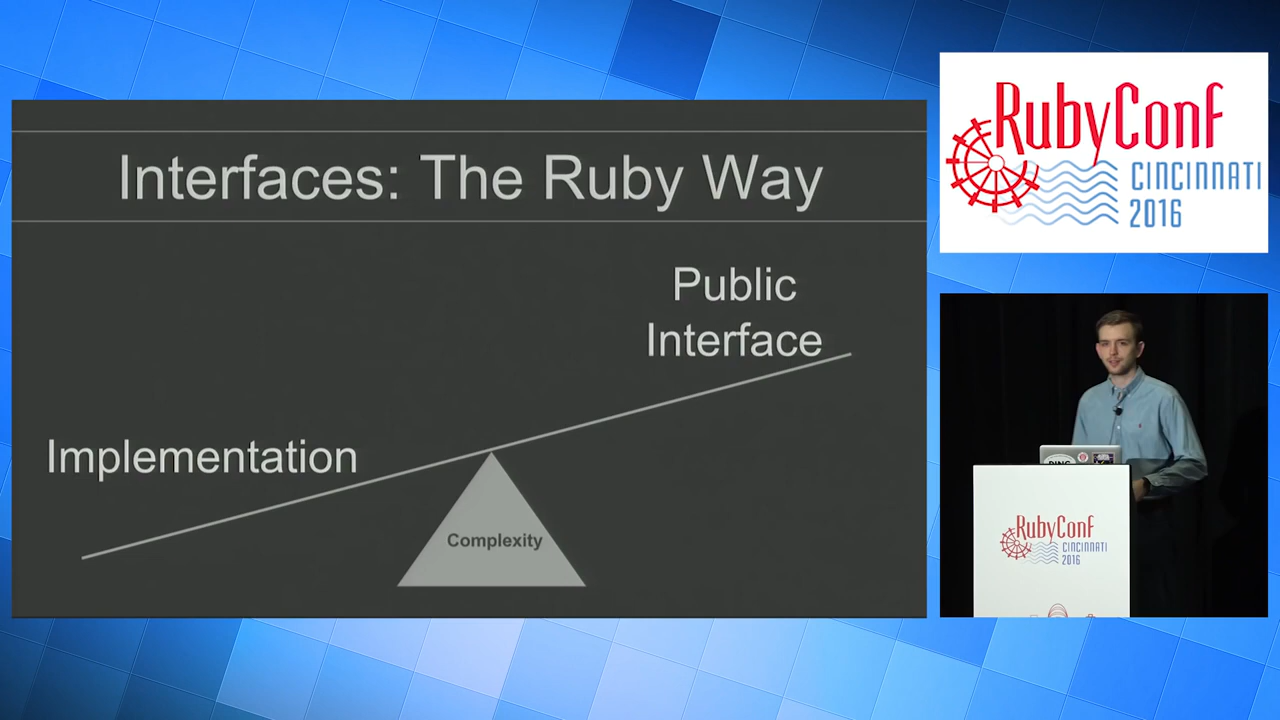 Interfaces: The Ruby Way
Public
Interface
Implementation
Complexity
RubyConf
CINCINNATI
2016
RubyConf
CINCINNATI
2016